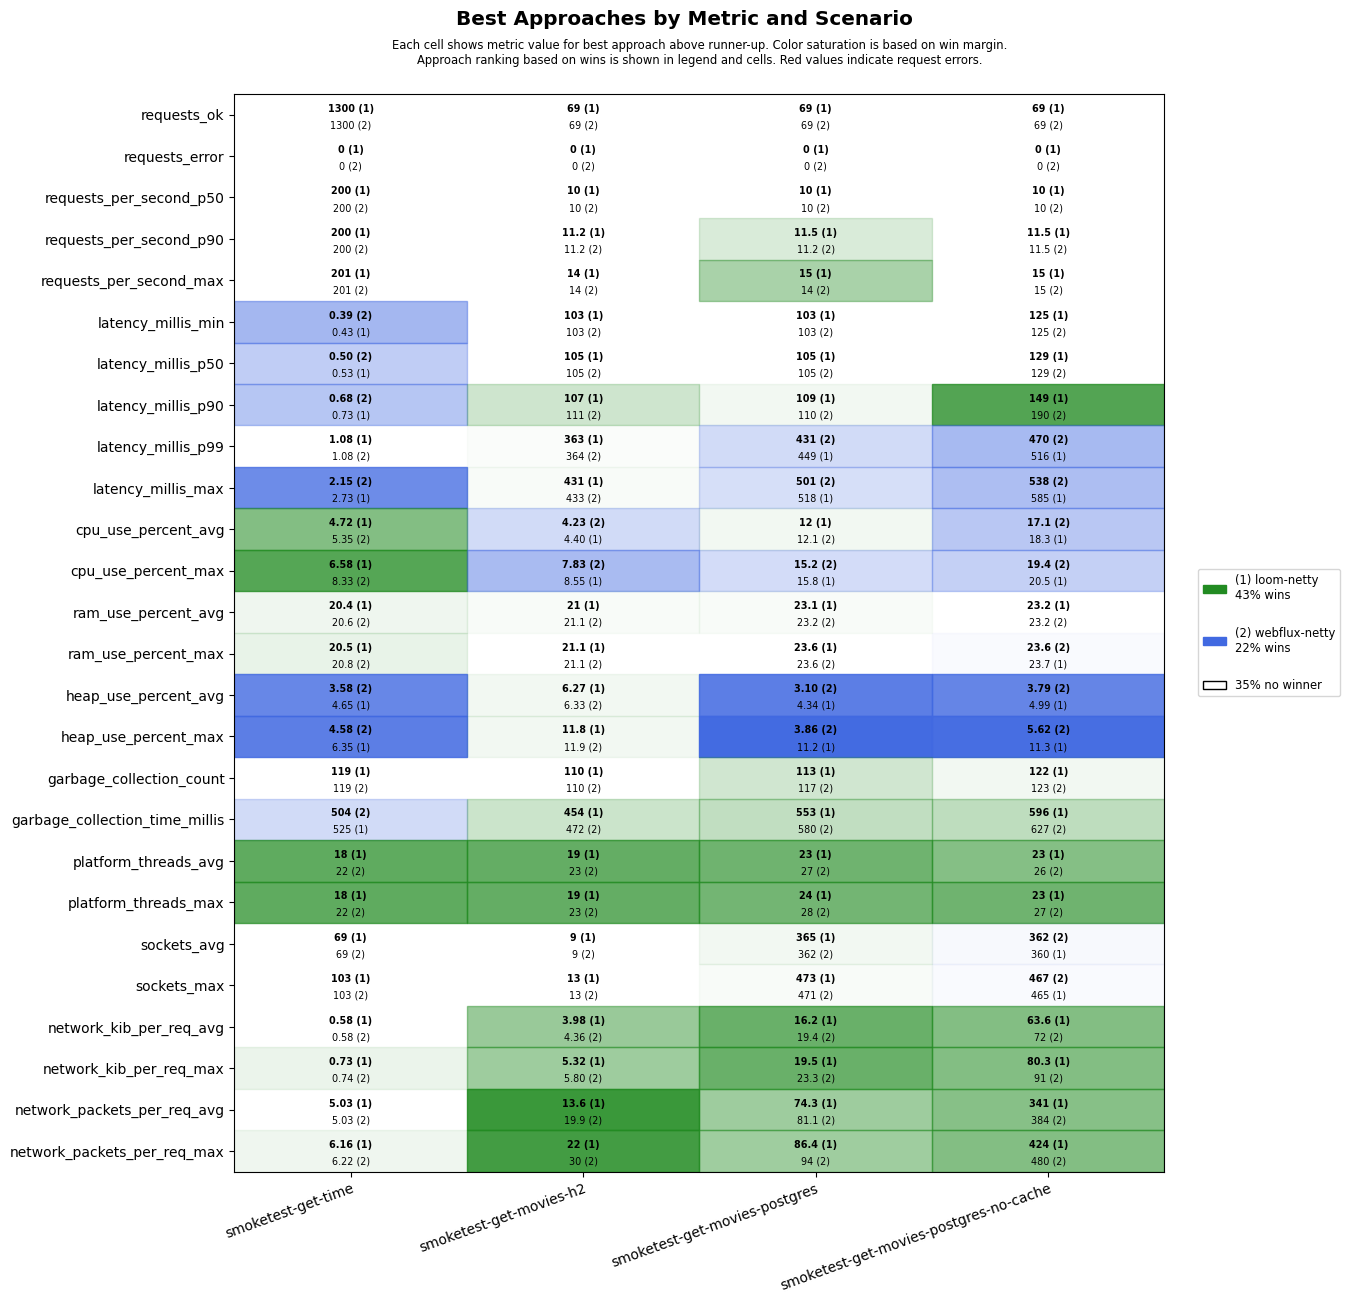 Best Approaches by Metric and Scenario
Each cell shows metric value for best approach above runner-up. Color saturation is based on win margin.
Approach ranking based on wins is shown in legend and cells. Red values indicate request errors.
requests_ok
1300 (1) 69 (1) 69 (1) 69 (1)
1300 (2) 69 (2) 69 (2) 69 (2)
requests_error
0 (1) 0 (1) 0 (1) 0 (1)
0 (2) 0 (2) 0 (2) 0 (2)
requests_per_second_p50
200 (1) 10 (1) 10 (1) 10 (1)
200 (2) 10 (2) 10 (2) 10 (2)
requests_per_second_p90
200 (1) 11.2 (1) 11.5 (1) 11.5 (1)
200 (2) 11.2 (2) 11.2 (2) 11.5 (2)
requests_per_second_max
201 (1) 14 (1) 15 (1) 15 (1)
201 (2) 14 (2) 14 (2) 15 (2)
latency_millis_min
0.39 (2) 103 (1) 103 (1) 125 (1)
0.43 (1) 103 (2) 103 (2) 125 (2)
latency_millis_p50
0.50 (2) 105 (1) 105 (1) 129 (1)
0.53 (1) 105 (2) 105 (2) 129 (2)
latency_millis_p90
0.68 (2) 107 (1) 109 (1) 149 (1)
0.73 (1) 111 (2) 110 (2) 190 (2)
latency_millis_p99
1.08 (1) 363 (1) 431 (2) 470 (2)
1.08 (2) 364 (2) 449 (1) 516 (1)
latency_millis_max
2.15 (2) 431 (1) 501 (2) 538 (2)
2.73 (1) 433 (2) 518 (1) 585 (1)
cpu_use_percent_avg
4.72 (1) 4.23 (2) 12 (1) 17.1 (2)
5.35 (2) 4.40 (1) 12.1 (2) 18.3 (1)
cpu_use_percent_max
6.58 (1) 7.83 (2) 15.2 (2) 19.4 (2)
8.33 (2) 8.55 (1) 15.8 (1) 20.5 (1)
ram_use_percent_avg
20.4 (1) 21 (1) 23.1 (1) 23.2 (1)
20.6 (2) 21.1 (2) 23.2 (2) 23.2 (2)
ram_use_percent_max
20.5 (1) 21.1 (1) 23.6 (1) 23.6 (2)
20.8 (2) 21.1 (2) 23.6 (2) 23.7 (1)
heap_use_percent_avg
3.58 (2) 6.27 (1) 3.10 (2) 3.79 (2)
4.65 (1) 6.33 (2) 4.34 (1) 4.99 (1)
heap_use_percent_max
4.58 (2) 11.8 (1) 3.86 (2) 5.62 (2)
6.35 (1) 11.9 (2) 11.2 (1) 11.3 (1)
garbage_collection_count
119 (1) 110 (1) 113 (1) 122 (1)
119 (2) 110 (2) 117 (2) 123 (2)
garbage_collection_time_millis
504 (2) 454 (1) 553 (1) 596 (1)
525 (1) 472 (2) 580 (2) 627 (2)
platform_threads_avg
18 (1) 19 (1) 23 (1) 23 (1)
22 (2) 23 (2) 27 (2) 26 (2)
platform_threads_max
18 (1) 19 (1) 24 (1) 23 (1)
22 (2) 23 (2) 28 (2) 27 (2)
sockets_avg
69 (1) 9 (1) 365 (1) 362 (2)
69 (2) 9 (2) 362 (2) 360 (1)
sockets_max
103 (1) 13 (1) 473 (1) 467 (2)
103 (2) 13 (2) 471 (2) 465 (1)
network_kib_per_req_avg
0.58 (1) 3.98 (1) 16.2 (1) 63.6 (1)
0.58 (2) 4.36 (2) 19.4 (2) 72 (2)
network_kib_per_req_max
0.73 (1) 5.32 (1) 19.5 (1) 80.3 (1)
0.74 (2) 5.80 (2) 23.3 (2) 91 (2)
network_packets_per_req_avg
5.03 (1) 13.6 (1) 74.3 (1) 341 (1)
5.03 (2) 19.9 (2) 81.1 (2) 384 (2)
network_packets_per_req_max
6.16 (1) 22 (1) 86.4 (1) 424 (1)
6.22 (2) 30 (2) 94 (2) 480 (2)
smoketest-get-time
smoketest-get-movies-h2
smoketest-get-movies-postgres
smoketest-get-movies-postgres-no-cache
(1) loom-netty
43% wins
(2) webflux-netty
22% wins
35% no winner